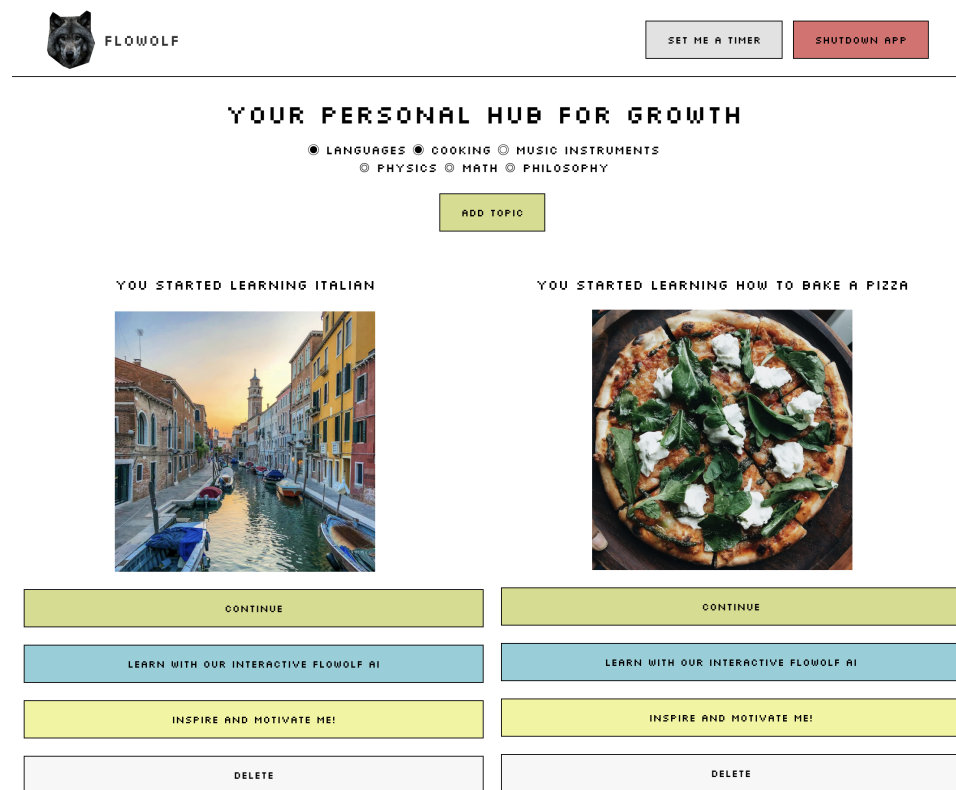 FLOWOLF
SET ME A TIMER
SHUTDOWN APP
YOUR PERSONAL HUB FOR GROWTH
LANGUAGES COOKING MUSIC INSTRUMENTS
PHYSICS MATH PHILOSOPHY
ADD TOPIC
YOU STARTED LEARNING ITALIAN
CONTINUE
LEARN WITH OUR INTERACTIVE FLOWOLF AI
INSPIRE AND MOTIVATE ME!
DELETE
YOU STARTED LEARNING HOW TO BAKE A PIZZA
CONTINUE
LEARN WITH OUR INTERACTIVE FLOWOLF AI
INSPIRE AND MOTIVATE ME!
DELETE